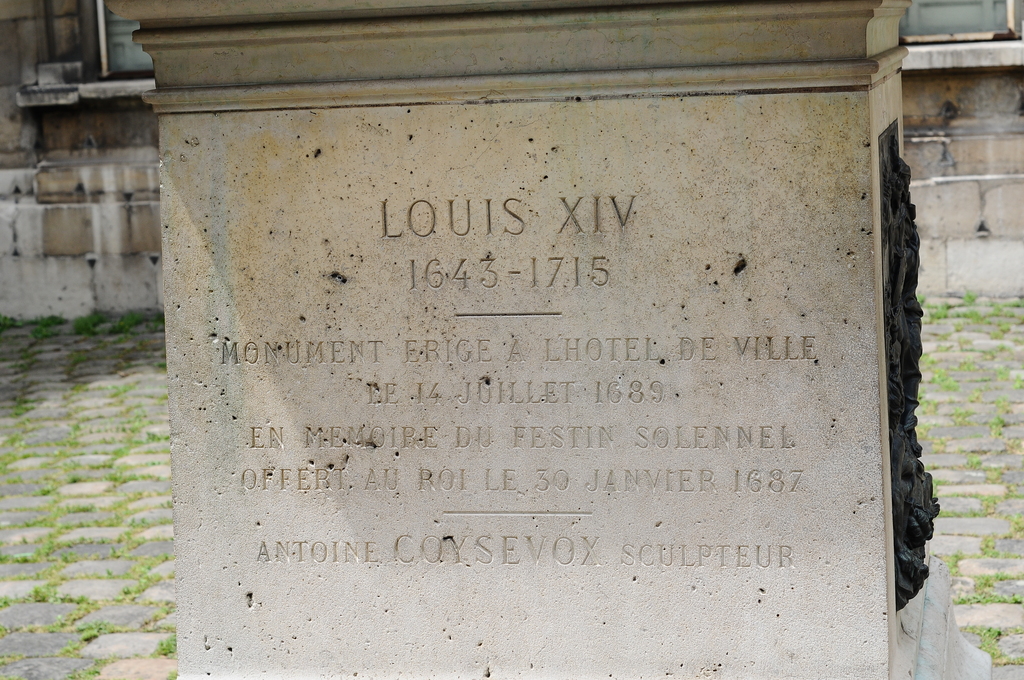 LOUIS XIV
1643-1715
MONUMENT ERIGE A LHOTEL DE VILLE
LE 14 JUILLET 1689
EN MEMOIRE DU FESTIN SOLENNEL
OFFERT AU ROI LE 30 JANVIER 1687
ANTOINE COYSEVOX SCULPTEUR